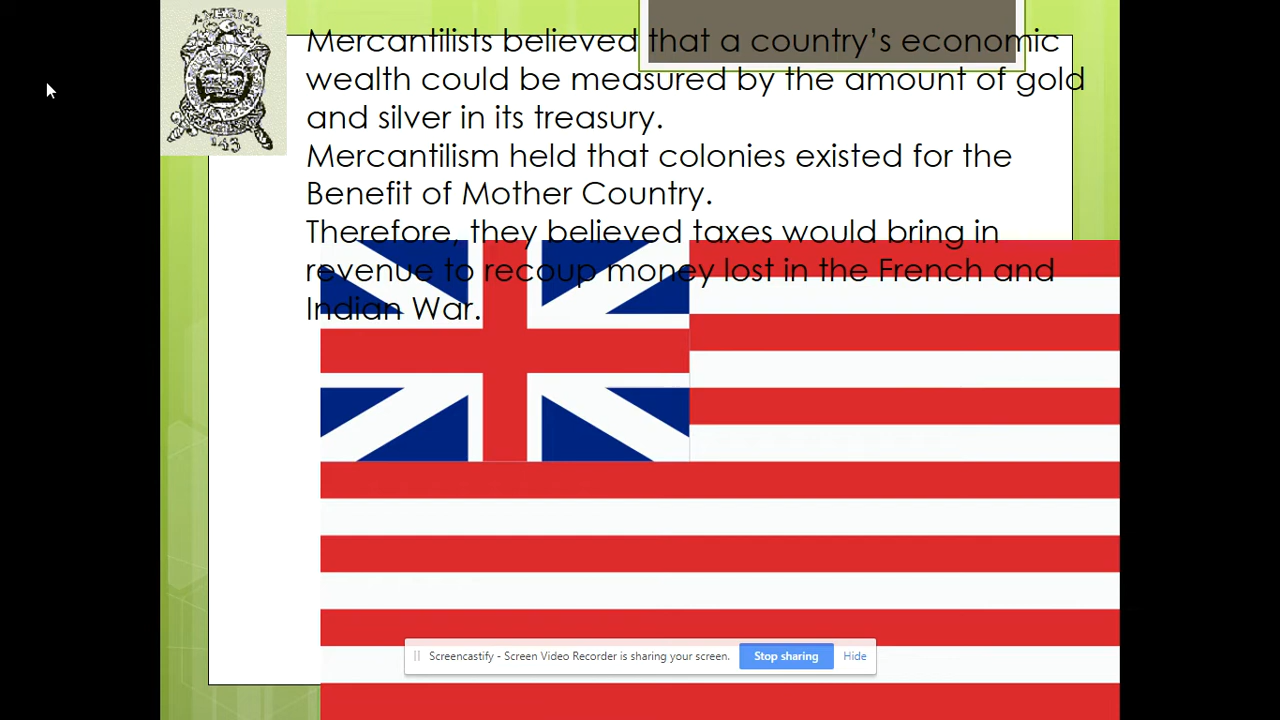 AMERICA
Mercantilists believed that a country's economic
wealth could be measured by the amount of gold
and silver in its treasury.
Mercantilism held that colonies existed for the
Benefit of Mother Country.
Therefore, they believed taxes would bring in
revenue to recoup money lost in the French and
Indian War.
Screencastify - Screen Video Recorder is sharing your screen. Stop sharing Hide